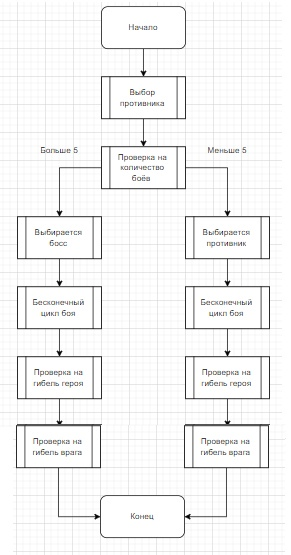 Начало
Выбор
противника
Больше 5
Меньше 5
Проверка на
количество
боёв
Выбирается
босс
Выбирается
противник
Бесконечный
цикл боя
Бесконечный
цикл боя
Проверка на
гибель героя
Проверка на
гибель героя
Проверка на
гибель врага
Проверка на
гибель врага
Конец